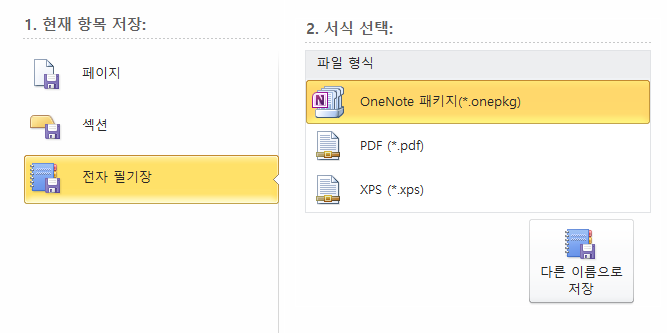 1. 현재 항목 저장:
페이지
섹션
전자 필기장
2. 서식 선택:
파일 형식
OneNote 패키지(*.onepkg)
PDF (*.pdf)
XPS (*.xps)
다른 이름으로
저장